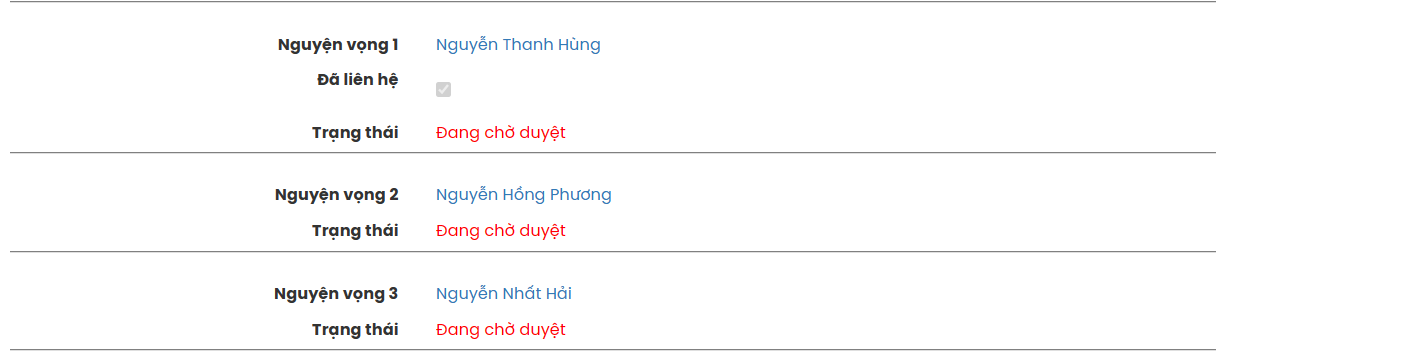 Nguyện vọng 1 Nguyễn Thanh Hùng
Đã liên hệ
Trạng thái Đang chờ duyệt
Nguyện vọng 2 Nguyễn Hồng Phương
Trạng thái Đang chờ duyệt
Nguyện vọng 3 Nguyễn Nhất Hải
Trạng thái Đang chờ duyệt